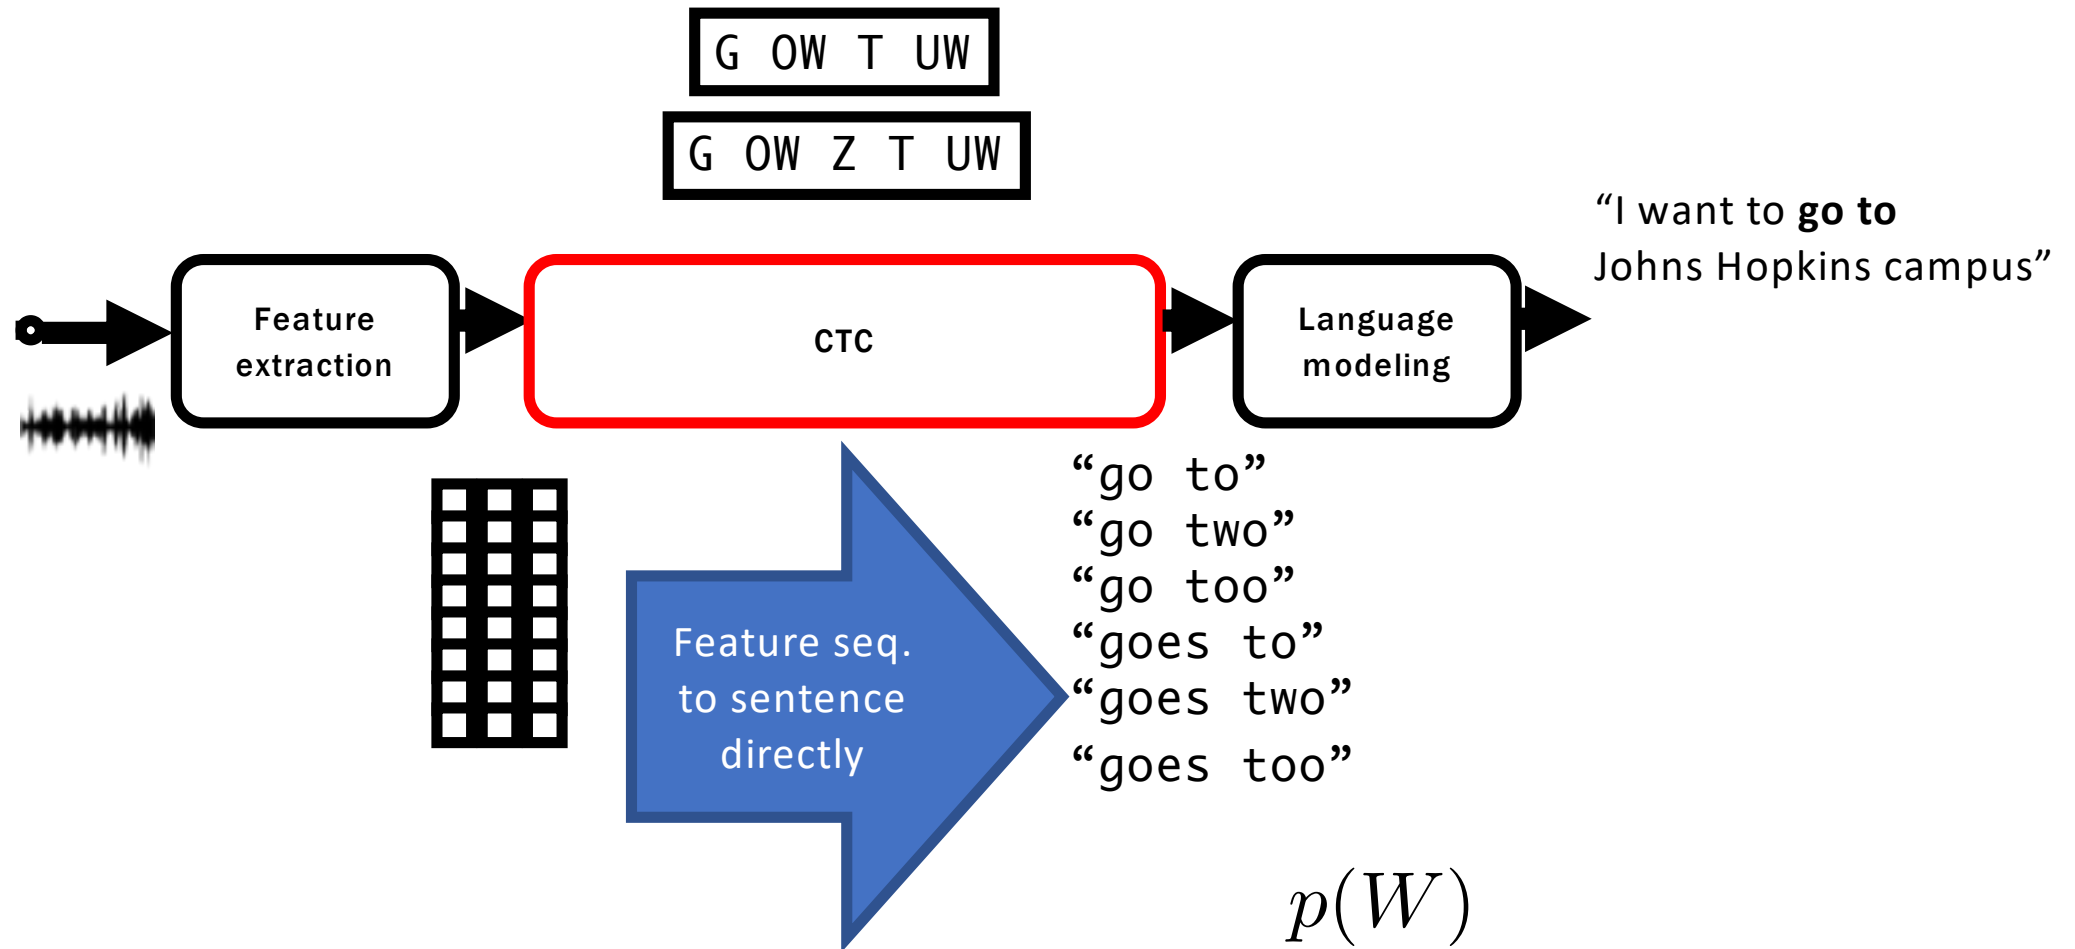 G OW T UW
G OW Z T UW
“I want to go to
Johns Hopkins campus”
Feature
extraction
CTC
Language
modeling
Feature seq.
to sentence
directly
“go to”
“go two”
“go too”
“goes to”
“goes two”
“goes too”
p(W)